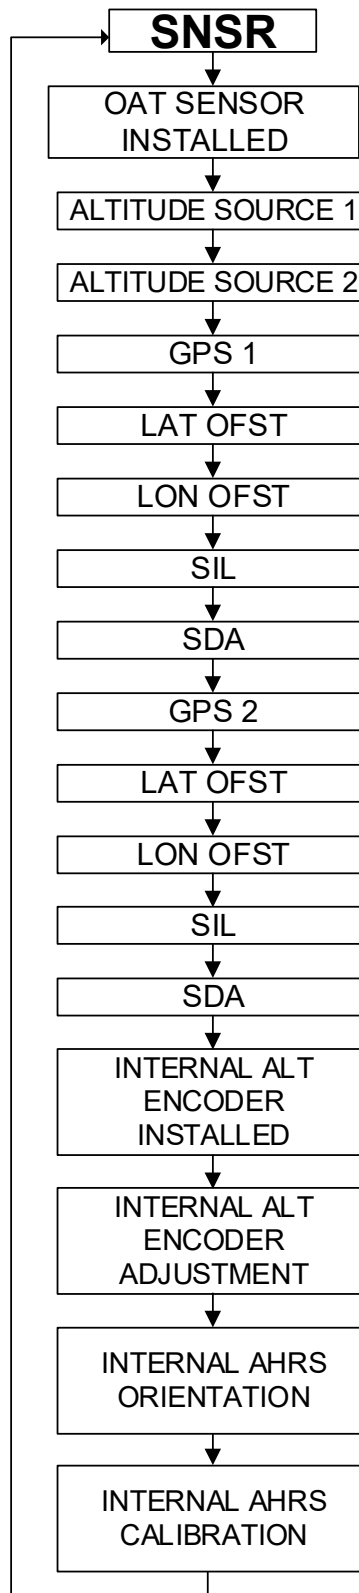 SNSR
OAT SENSOR
INSTALLED
ALTITUDE SOURCE 1
ALTITUDE SOURCE 2
GPS 1
LAT OFST
LON OFST
SIL
SDA
GPS 2
LAT OFST
LON OFST
SIL
SDA
INTERNAL ALT
ENCODER
INSTALLED
INTERNAL ALT
ENCODER
ADJUSTMENT
INTERNAL AHRS
ORIENTATION
INTERNAL AHRS
CALIBRATION